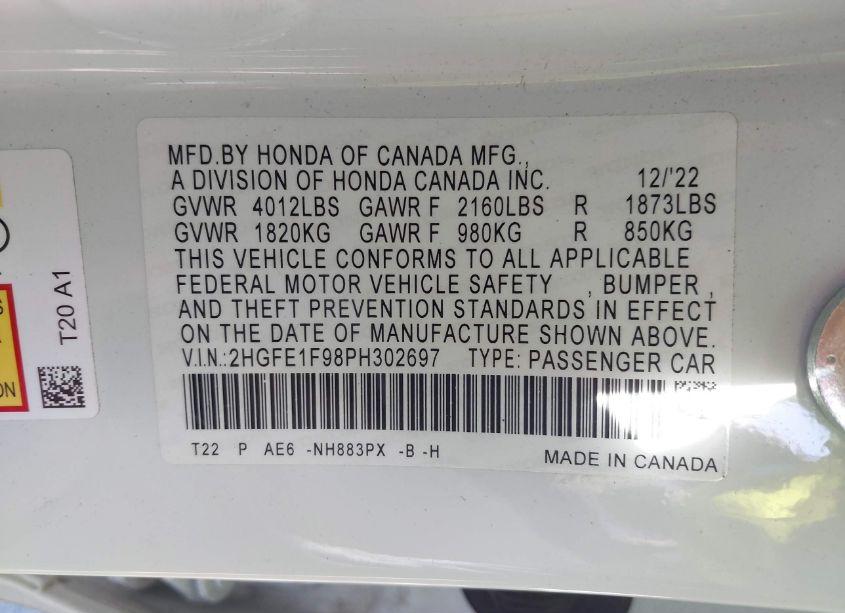 MFD.BY HONDA OF CANADA MFG.,
A DIVISION OF HONDA CANADA INC. 12/'22
GVWR 4012LBS GAWR F 2160LBS R 1873LBS
GVWR 1820KG GAWR F 980KG R 850KG
THIS VEHICLE CONFORMS TO ALL APPLICABLE
FEDERAL MOTOR VEHICLE SAFETY , BUMPER ,
AND THEFT PREVENTION STANDARDS IN EFFECT
ON THE DATE OF MANUFACTURE SHOWN ABOVE.
V.I.N.:2HGFE1F98PH302697 TYPE: PASSENGER CAR
T22 P AE6 -NH883PX -B -H
MADE IN CANADA
T20 A1